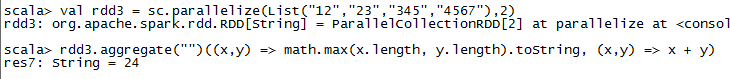 scala> val rdd3 = sc.parallelize(List("12","23","345","4567"),2)
rdd3: org.apache.spark.rdd.RDD[String] = ParallelCollectionRDD[2] at parallelize at <consol
scala> rdd3.aggregate("")((x,y) => math.max(x.length, y.length).toString, (x,y) => x + y)
res7: String = 24